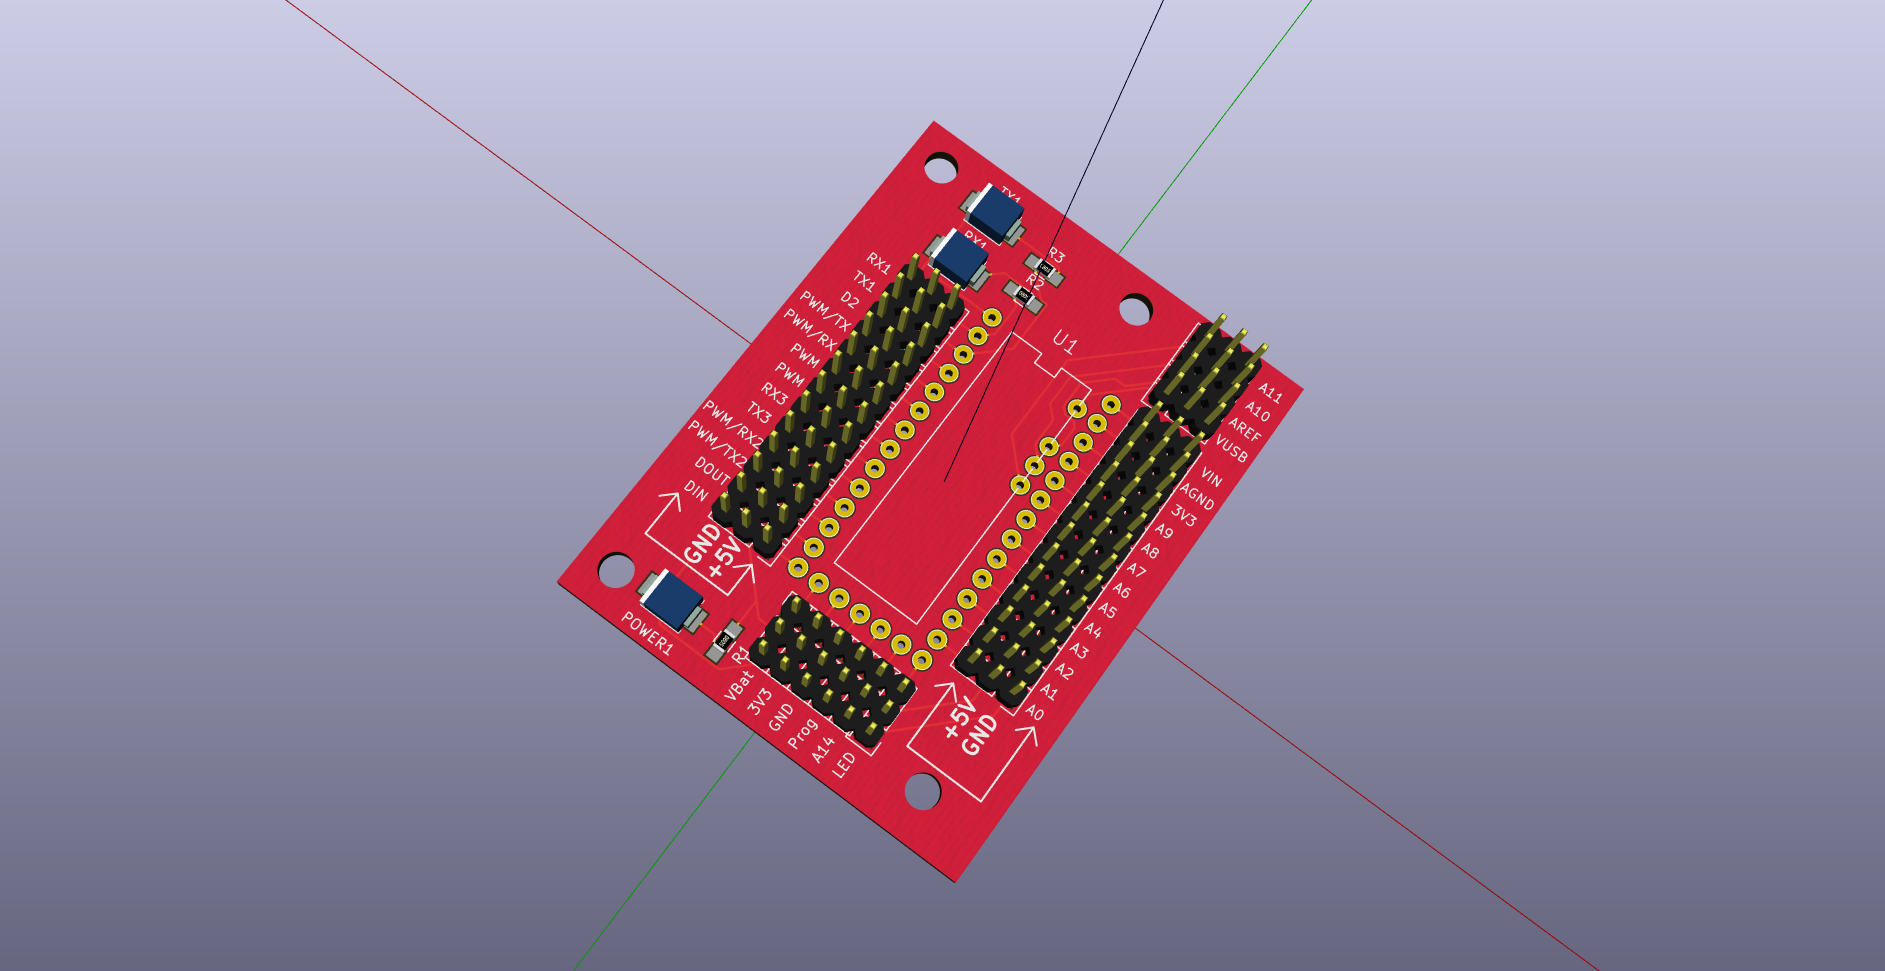 TX1
RX1
R3
R2
U1
RX1
TX1
D2
PWM/TX
PWM/RX
PWM
PWM
RX3
TX3
PWM/RX2
PWM/TX2
DOUT
DIN
GND
+5V
POWER1
R1
VBat
3V3
GND
Prog
A14
LED
A11
A10
AREF
VUSB
VIN
AGND
3V3
A9
A8
A7
A6
A5
A4
A3
A2
A1
A0
+5V
GND